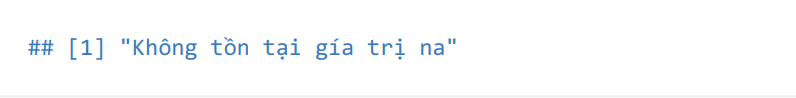 ## [1] "Không tồn tại gía trị na"